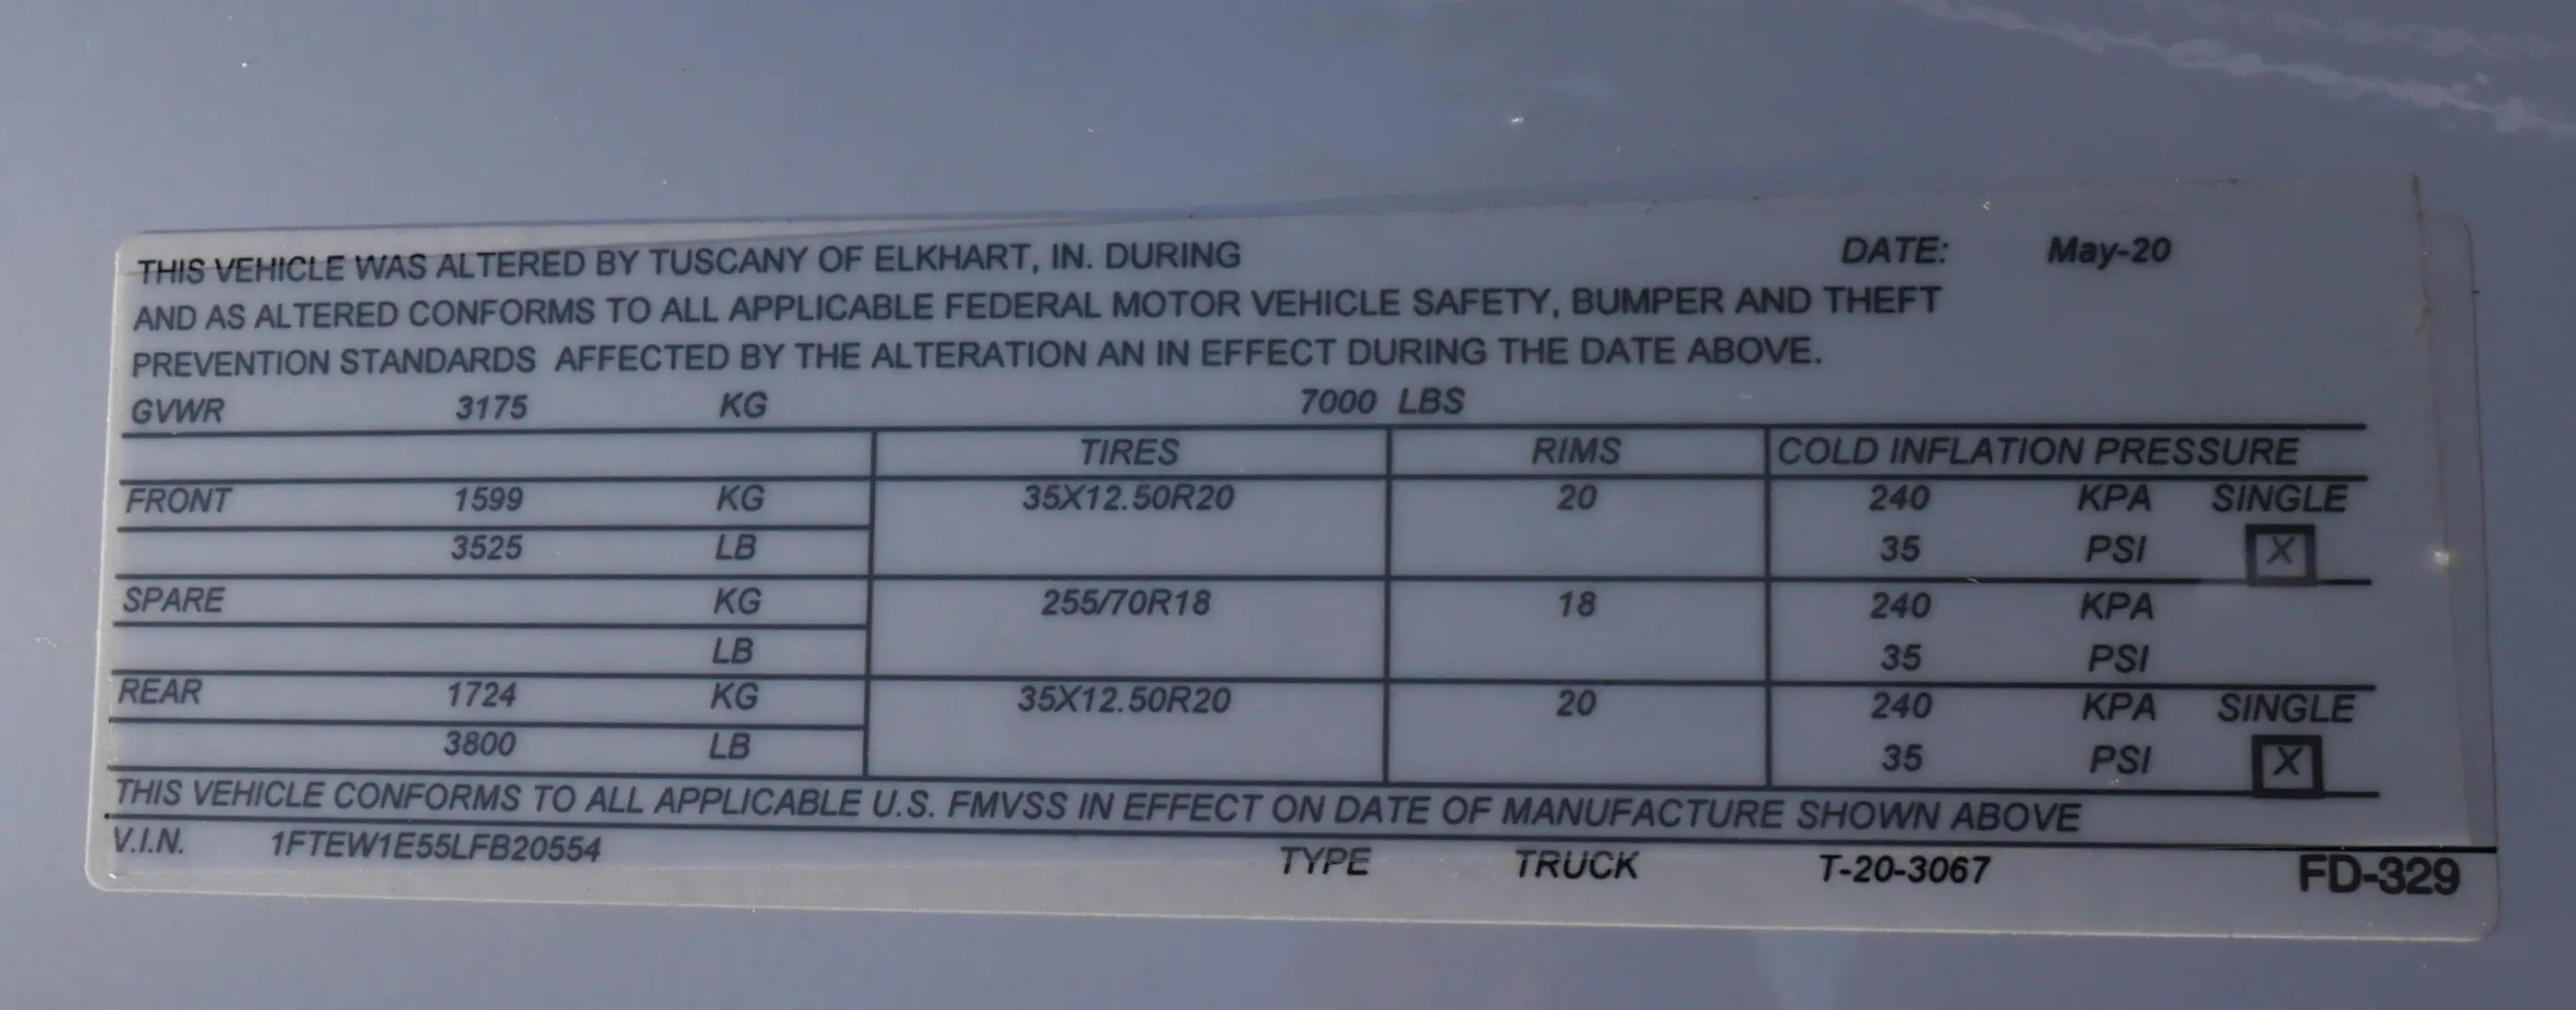 THIS VEHICLE WAS ALTERED BY TUSCANY OF ELKHART, IN. DURING DATE: May-20
AND AS ALTERED CONFORMS TO ALL APPLICABLE FEDERAL MOTOR VEHICLE SAFETY, BUMPER AND THEFT
PREVENTION STANDARDS AFFECTED BY THE ALTERATION AN IN EFFECT DURING THE DATE ABOVE.
GVWR 3175 KG 7000 LBS
TIRES RIMS COLD INFLATION PRESSURE
FRONT 1599 KG 35X12.50R20 20 240 KPA SINGLE
3525 LB 35 PSI X
SPARE KG 255/70R18 18 240 KPA
LB 35 PSI
REAR 1724 KG 35X12.50R20 20 240 KPA SINGLE
3800 LB 35 PSI X
THIS VEHICLE CONFORMS TO ALL APPLICABLE U.S. FMVSS IN EFFECT ON DATE OF MANUFACTURE SHOWN ABOVE
V.I.N. 1FTEW1E55LFB20554 TYPE TRUCK T-20-3067 FD-329